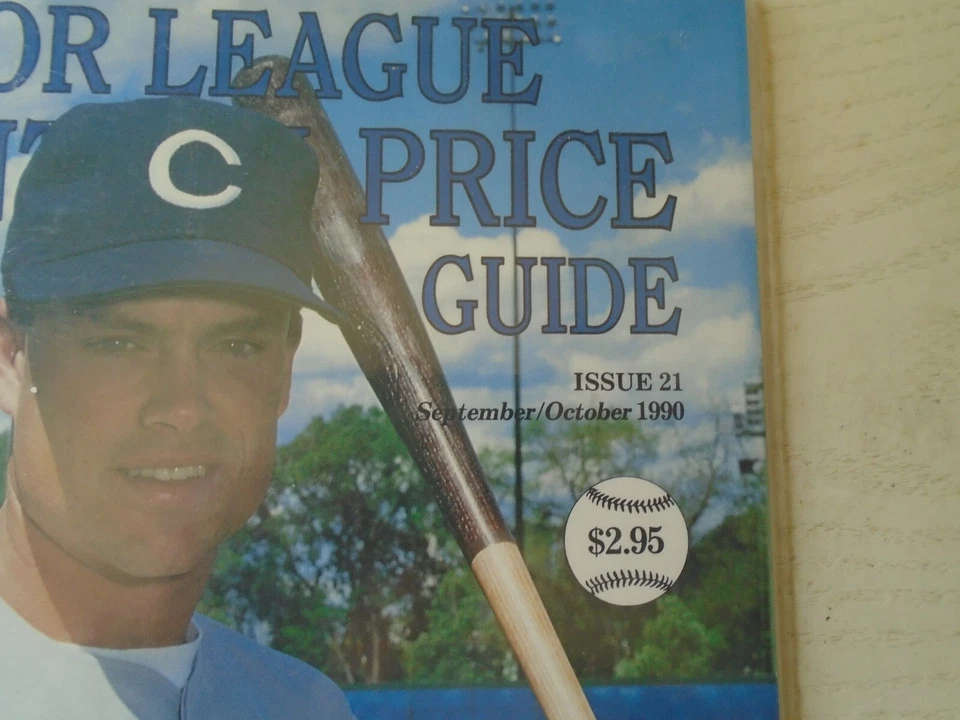 OR LEAGUE
PRICE
C
GUIDE
ISSUE 21
September/October 1990
$2.95